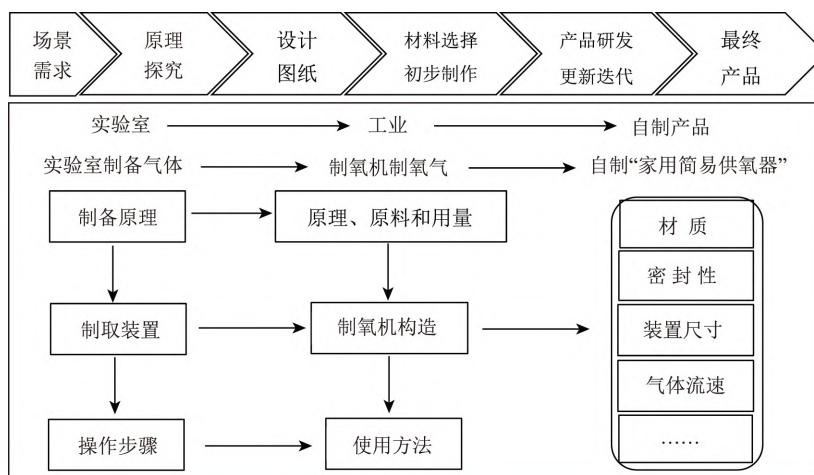 场景 原理 设计 材料选择 产品研发 最终
需求 探究 图纸 初步制作 更新迭代 产品
实验室 工业 自制产品
实验室制备气体 制氧机制氧气 自制“家用简易供氧器”
制备原理 原理、原料和用量 材 质
密 封 性
制取装置 制氧机构造 装置尺寸
气体流速
操作步骤 使用方法 ……